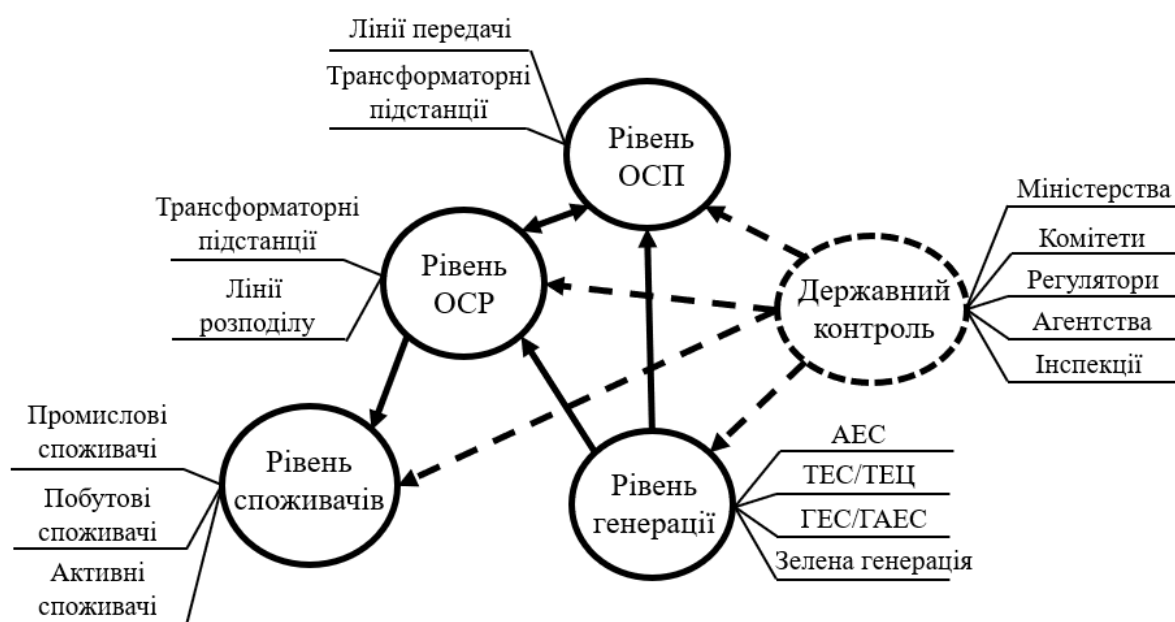 Лінії передачі
Трансформаторні
підстанції
Рівень
ОСП
Трансформаторні
підстанції
Лінії
розподілу
Рівень
ОСР
Міністерства
Комітети
Регулятори
Агентства
Інспекції
Державний
контроль
Промислові
споживачі
Побутові
споживачі
Активні
споживачі
Рівень
споживачів
Рівень
генерації
АЕС
ТЕС/ТЕЦ
ГЕС/ГАЕС
Зелена генерація